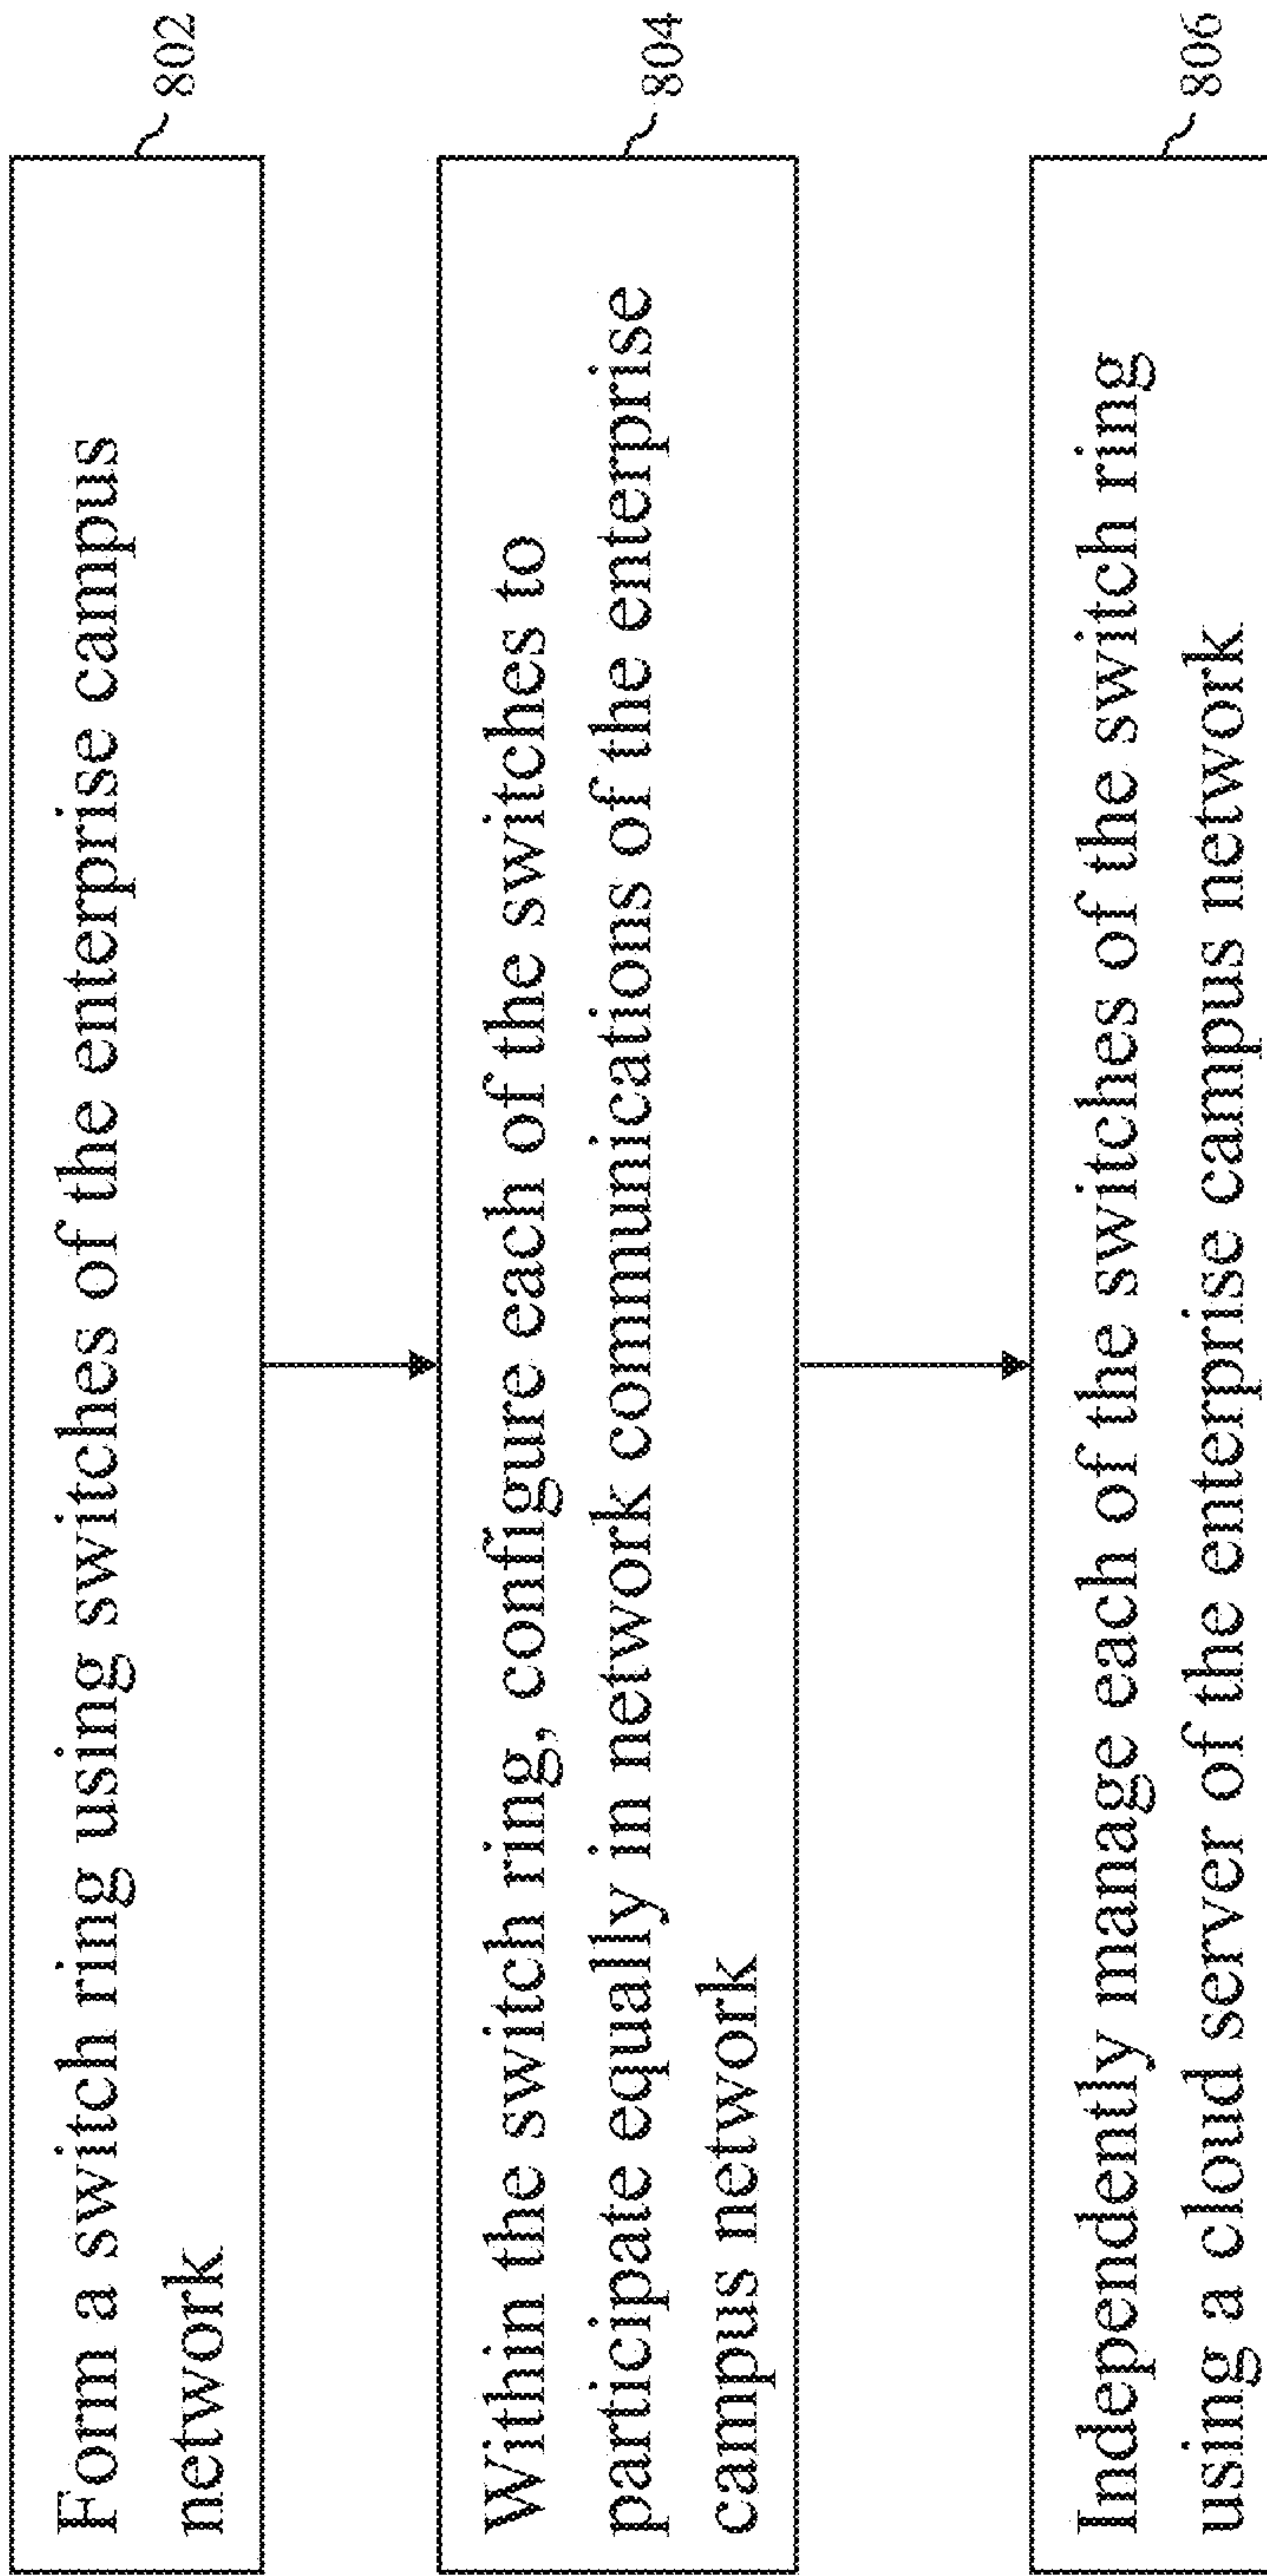 Form a switch ring using switches of the enterprise campus
network
802
Within the switch ring, configure each of the switches to
participate equally in network communications of the enterprise
campus network
804
Independently manage each of the switches of the switch ring
using a cloud server of the enterprise campus network
806